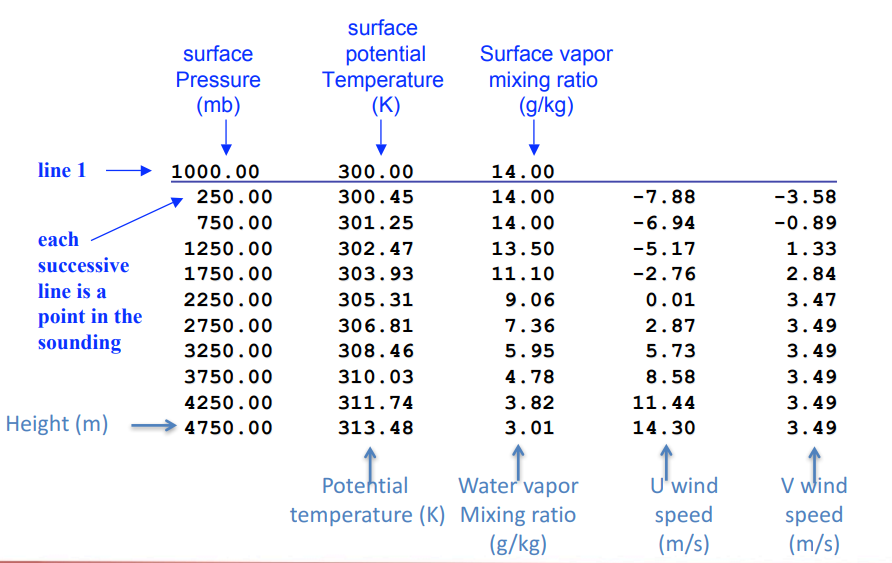 surface
surface potential Surface vapor
Pressure Temperature mixing ratio
(mb) (K) (g/kg)
line 1 1000.00 300.00 14.00
250.00 300.45 14.00 -7.88 -3.58
750.00 301.25 14.00 -6.94 -0.89
each
1250.00 302.47 13.50 -5.17 1.33
successive
1750.00 303.93 11.10 -2.76 2.84
line is a
2250.00 305.31 9.06 0.01 3.47
point in the
2750.00 306.81 7.36 2.87 3.49
sounding
3250.00 308.46 5.95 5.73 3.49
3750.00 310.03 4.78 8.58 3.49
4250.00 311.74 3.82 11.44 3.49
Height (m) 4750.00 313.48 3.01 14.30 3.49
Potential Water vapor U wind V wind
temperature (K) Mixing ratio speed speed
(g/kg) (m/s) (m/s)